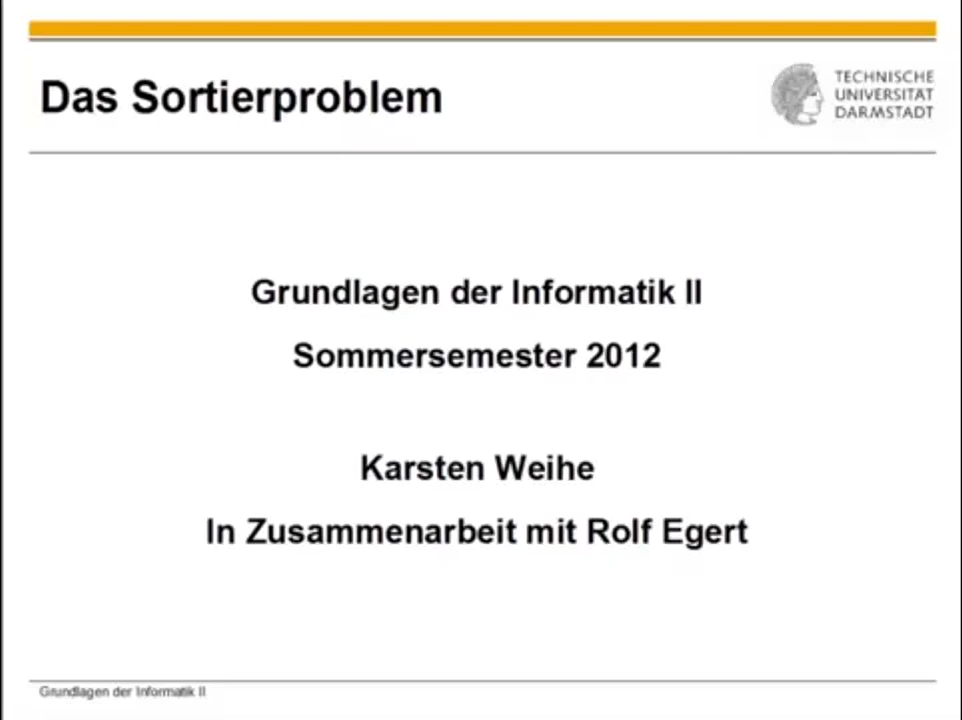 Das Sortierproblem
TECHNISCHE
UNIVERSITÄT
DARMSTADT
Grundlagen der Informatik II
Sommersemester 2012
Karsten Weihe
In Zusammenarbeit mit Rolf Egert
Grundlagen der Informatik II